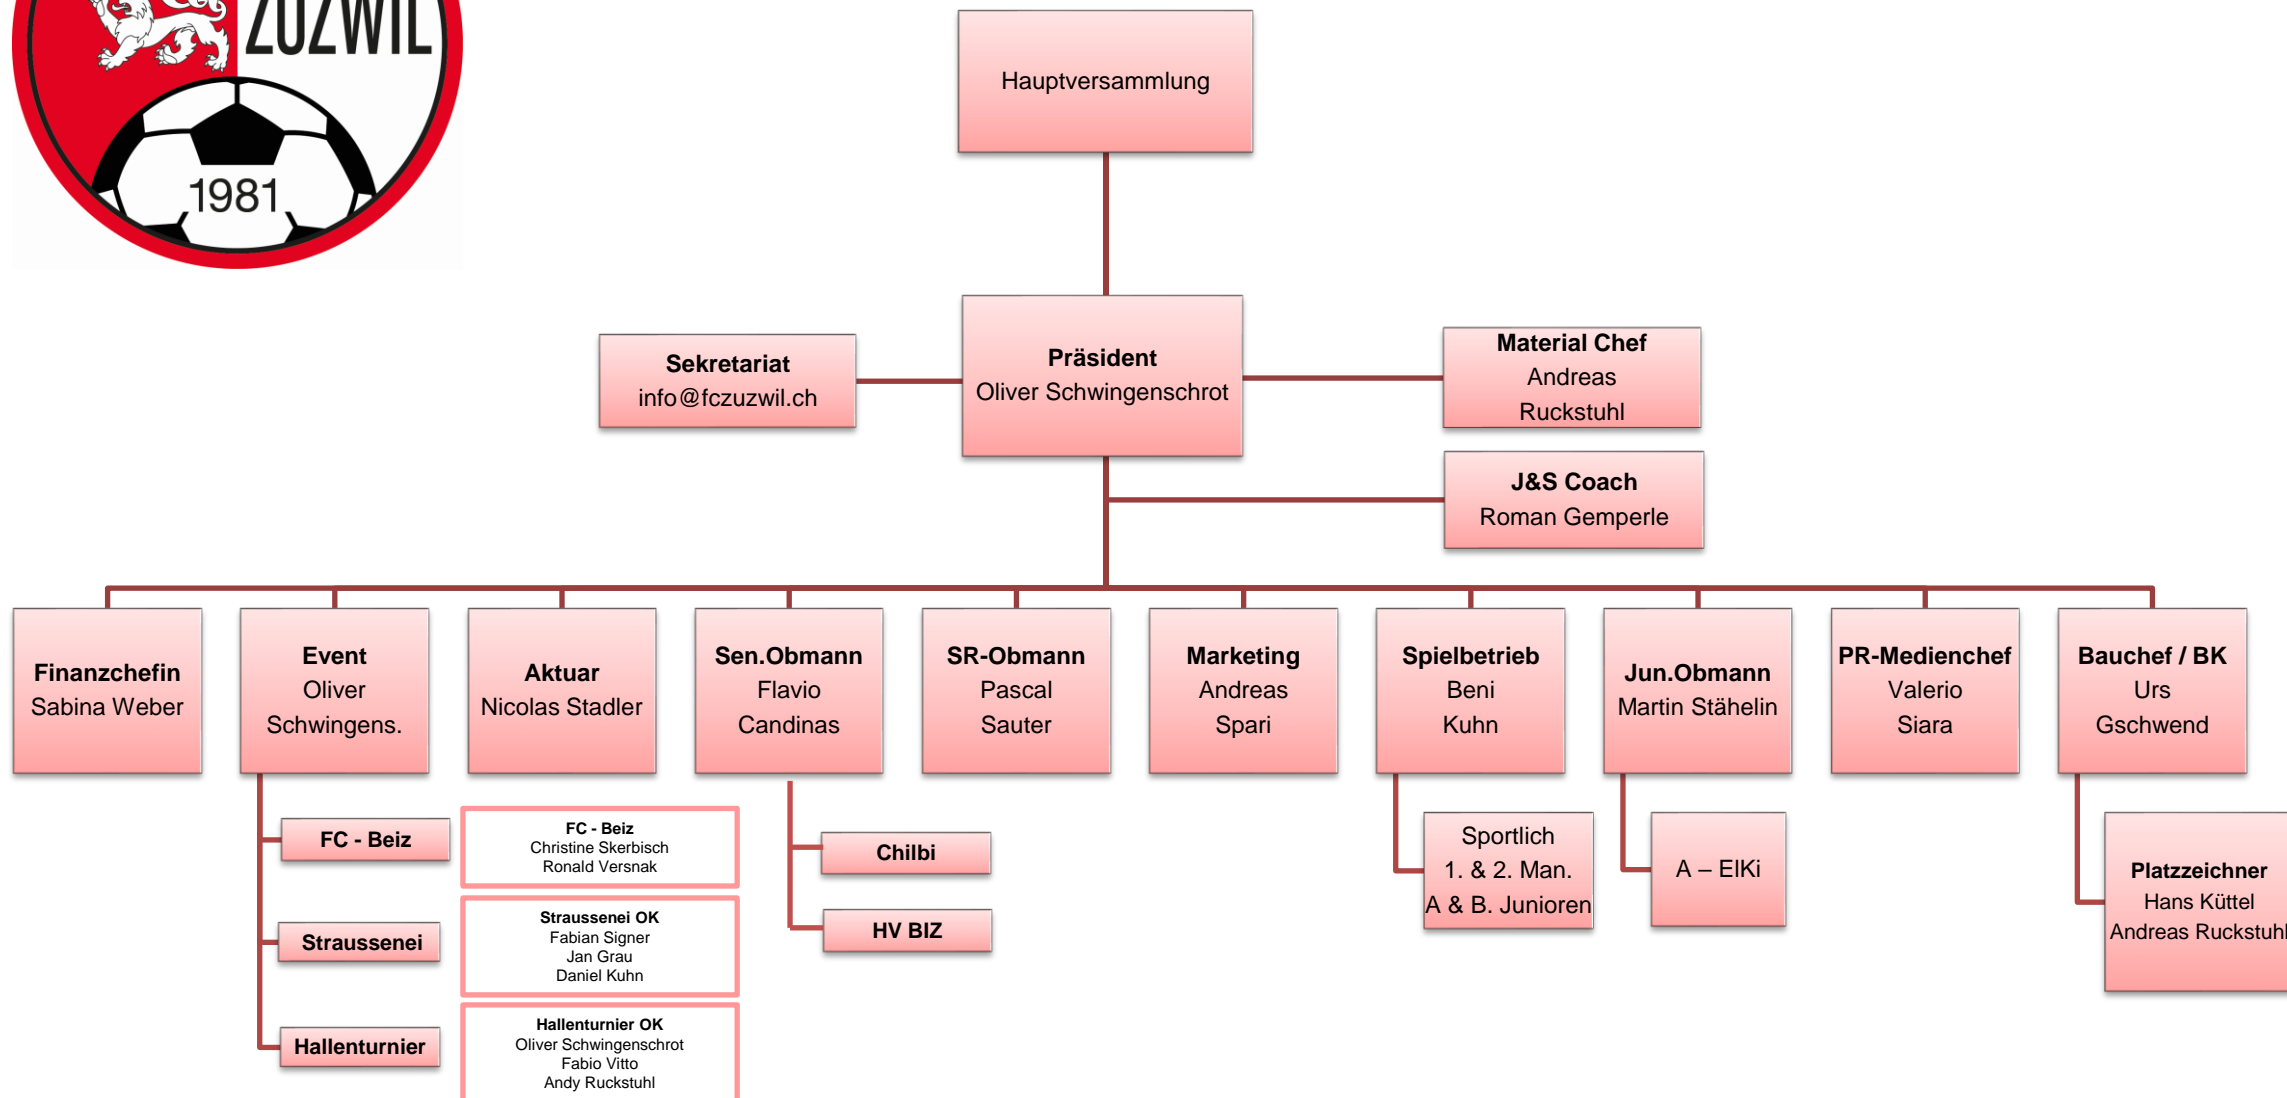 ZUZWIL
1981
Hauptversammlung
Sekretariat
info@fczuzwil.ch
Präsident
Oliver Schwingenschrot
Material Chef
Andreas
Ruckstuhl
J&S Coach
Roman Gemperle
Finanzchefin
Sabina Weber
Event
Oliver
Schwingens.
Aktuar
Nicolas Stadler
Sen.Obmann
Flavio
Candinas
SR-Obmann
Pascal
Sauter
Marketing
Andreas
Spari
Spielbetrieb
Beni
Kuhn
Jun.Obmann
Martin Stähelin
PR-Medienchef
Valerio
Siara
Bauchef / BK
Urs
Gschwend
FC - Beiz
FC - Beiz
Christine Skerbisch
Ronald Versnak
Straussenei
Straussenei OK
Fabian Signer
Jan Grau
Daniel Kuhn
Hallenturnier
Hallenturnier OK
Oliver Schwingenschrot
Fabio Vitto
Andy Ruckstuhl
Chilbi
HV BIZ
Sportlich
1. & 2. Man.
A & B. Junioren
A – ElKi
Platzzeichner
Hans Küttel
Andreas Ruckstuhl